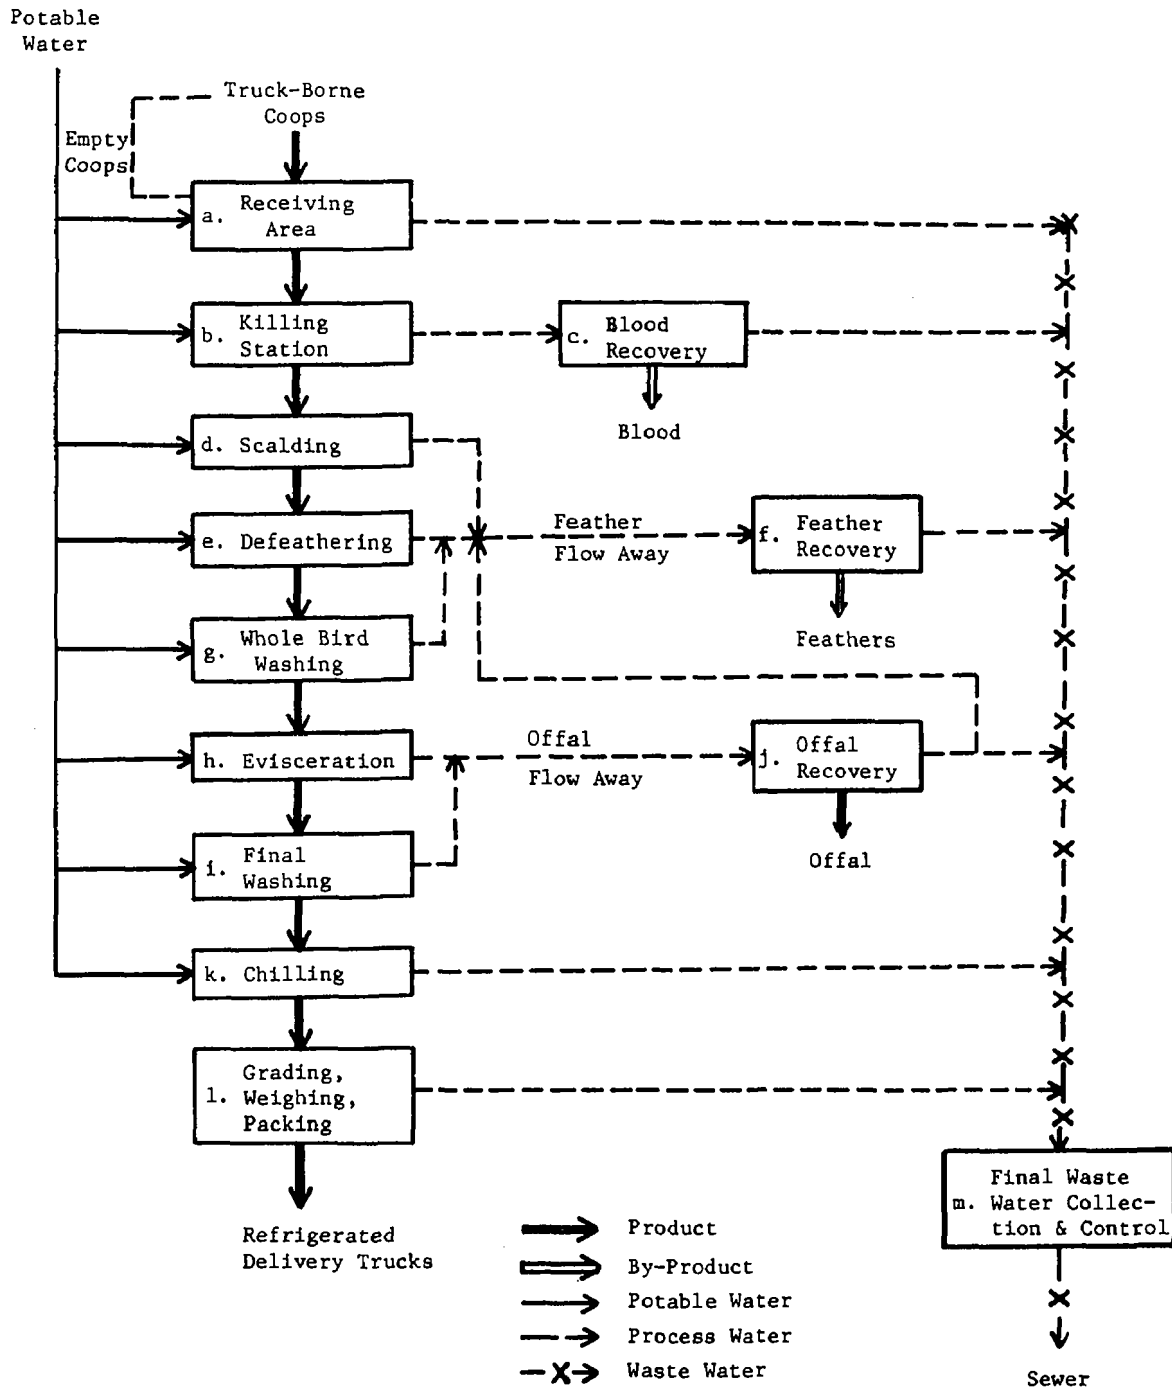 Potable
Water
Truck-Borne
Coops
Empty
Coops
a. Receiving
Area
b. Killing
Station
c. Blood
Recovery
Blood
d. Scalding
e. Defeathering
Feather
Flow Away
f. Feather
Recovery
Feathers
g. Whole Bird
Washing
h. Evisceration
Offal
Flow Away
j. Offal
Recovery
Offal
i. Final
Washing
k. Chilling
Grading,
l. Weighing,
Packing
Refrigerated
Delivery Trucks
Final Waste
m. Water Collec-
tion & Control
Sewer
Product
By-Product
Potable Water
Process Water
Waste Water